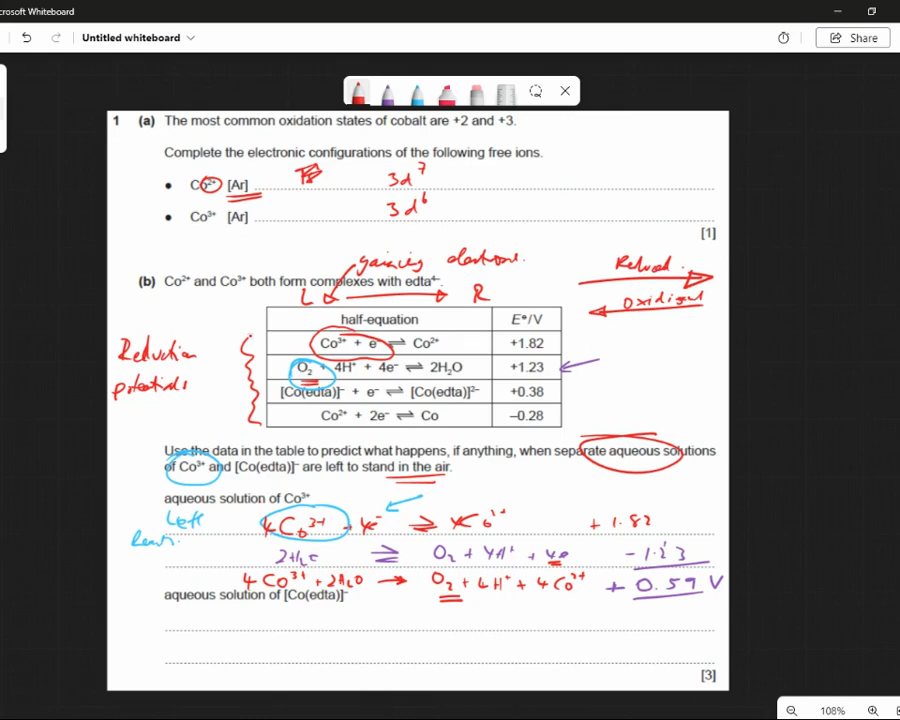 Microsoft Whiteboard
Untitled whiteboard
Share
1 (a) The most common oxidation states of cobalt are +2 and +3.
Complete the electronic configurations of the following free ions.
• Co²⁺ [Ar] 3d⁷
• Co³⁺ [Ar] 3d⁶
[1]
gaining electrons.
(b) Co²⁺ and Co³⁺ both form complexes with edta⁴⁻.
L R
Reduced.
Oxidised
half-equation E°/V
Co³⁺ + e⁻ ⇌ Co²⁺ +1.82
O₂ + 4H⁺ + 4e⁻ ⇌ 2H₂O +1.23
[Co(edta)]⁻ + e⁻ ⇌ [Co(edta)]²⁻ +0.38
Co²⁺ + 2e⁻ ⇌ Co –0.28
Reduction
potentials
Use the data in the table to predict what happens, if anything, when separate aqueous solutions
of Co³⁺ and [Co(edta)]⁻ are left to stand in the air.
aqueous solution of Co³⁺
Left
4Co³⁺ + 4e⁻ ⇌ 4Co²⁺ + 1.82
2H₂O ⇌ O₂ + 4H⁺ + 4e - 1.23
4Co³⁺ + 2H₂O → O₂ + 4H⁺ + 4Co²⁺ + 0.59 V
aqueous solution of [Co(edta)]⁻
[3]
108%